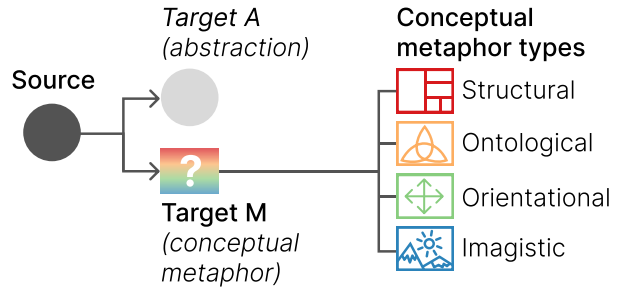 Target A
(abstraction)
Source
?
Target M
(conceptual
metaphor)
Conceptual
metaphor types
Structural
Ontological
Orientational
Imagistic